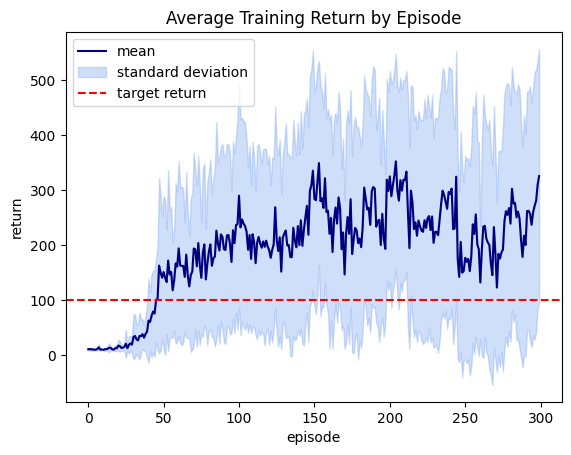 Average Training Return by Episode
mean
standard deviation
target return
return
500
400
300
200
100
0
0
50
100
150
200
250
300
episode